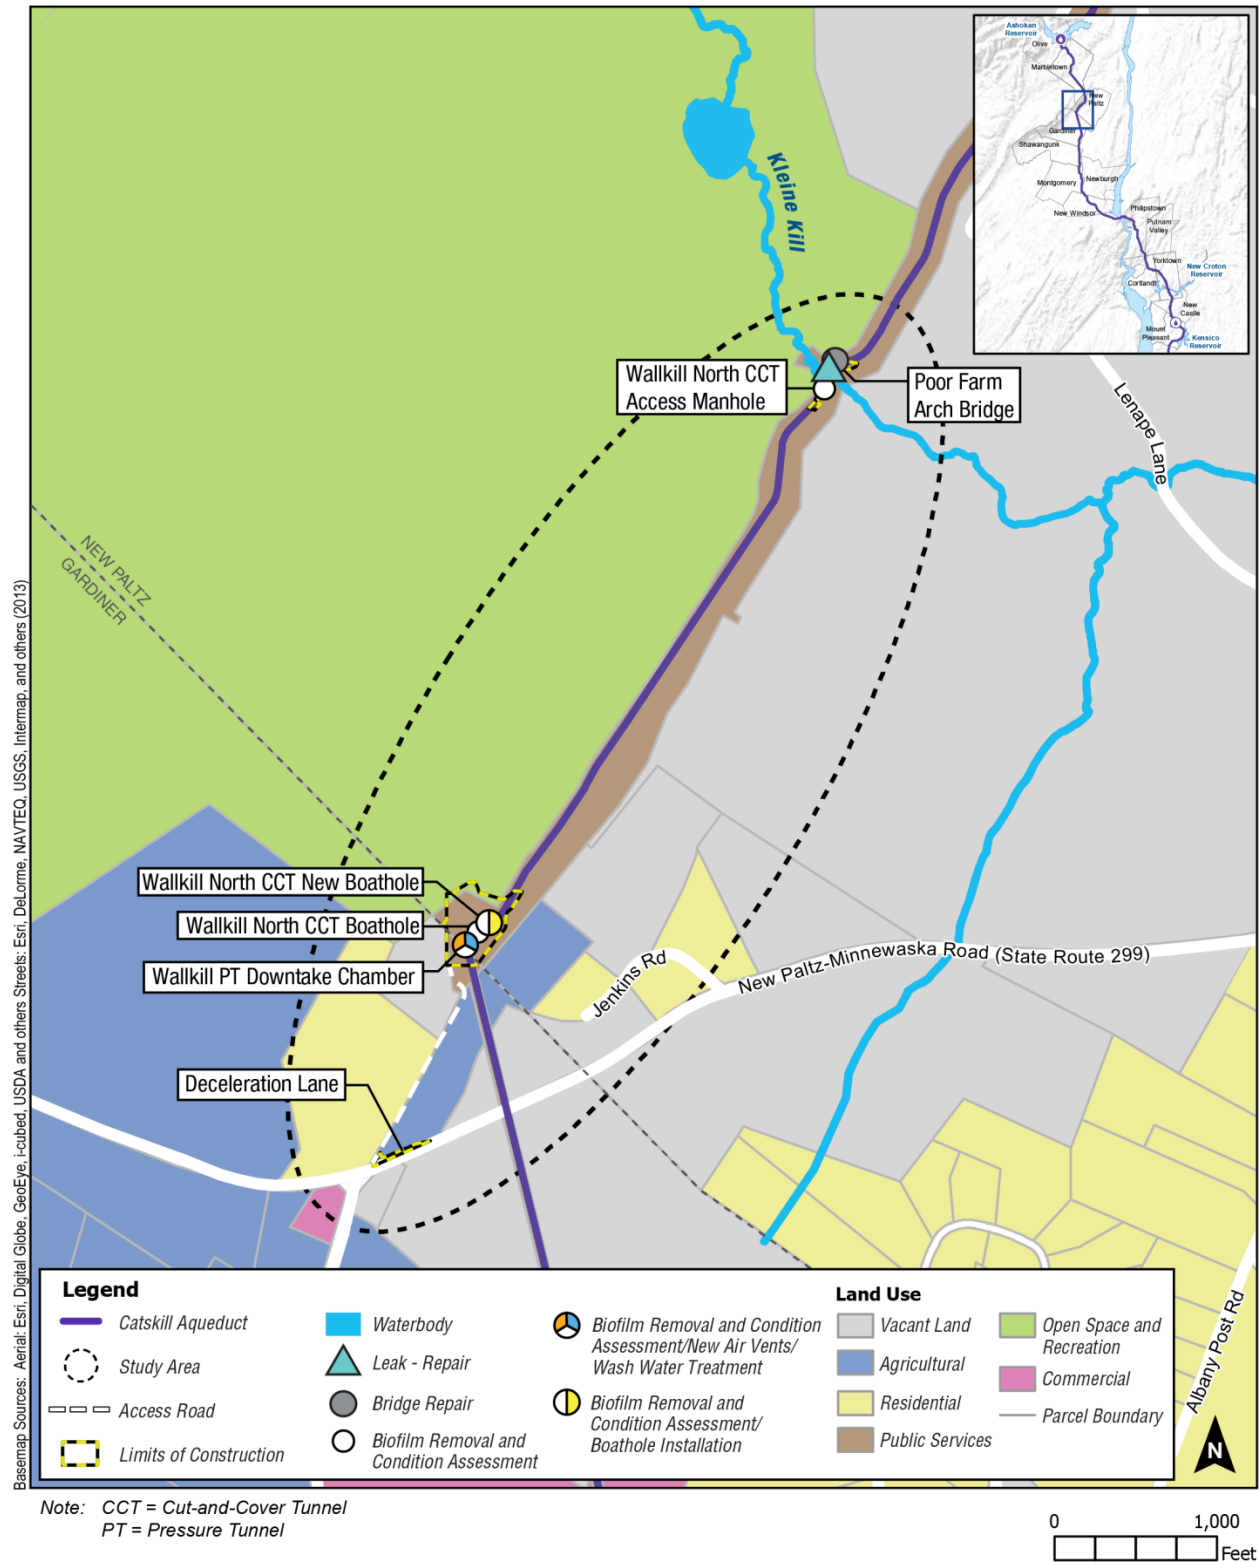 Ashokan
Reservoir
Olive
Marbletown
New
Paltz
Gardiner
Shawangunk
Montgomery
Newburgh
New Windsor
Philipstown
Putnam
Valley
Yorktown
New Croton
Reservoir
Cortlandt
New
Castle
Mount
Pleasant
Kensico
Reservoir
Kleine Kill
Wallkill North CCT
Access Manhole
Poor Farm
Arch Bridge
Lenape Lane
NEW PALTZ
GARDINER
Wallkill North CCT New Boathole
Wallkill North CCT Boathole
Wallkill PT Downtake Chamber
Jenkins Rd
New Paltz-Minnewaska Road (State Route 299)
Deceleration Lane
Albany Post Rd
Basemap Sources: Aerial: Esri, Digital Globe, GeoEye, i-cubed, USDA and others Streets: Esri, DeLorme, NAVTEQ, USGS, Intermap, and others (2013)
Legend
Catskill Aqueduct
Study Area
Access Road
Limits of Construction
Waterbody
Leak - Repair
Bridge Repair
Biofilm Removal and
Condition Assessment
Biofilm Removal and Condition
Assessment/New Air Vents/
Wash Water Treatment
Biofilm Removal and
Condition Assessment/
Boathole Installation
Land Use
Vacant Land
Agricultural
Residential
Public Services
Open Space and
Recreation
Commercial
Parcel Boundary
N
Note: CCT = Cut-and-Cover Tunnel
PT = Pressure Tunnel
0 1,000
Feet